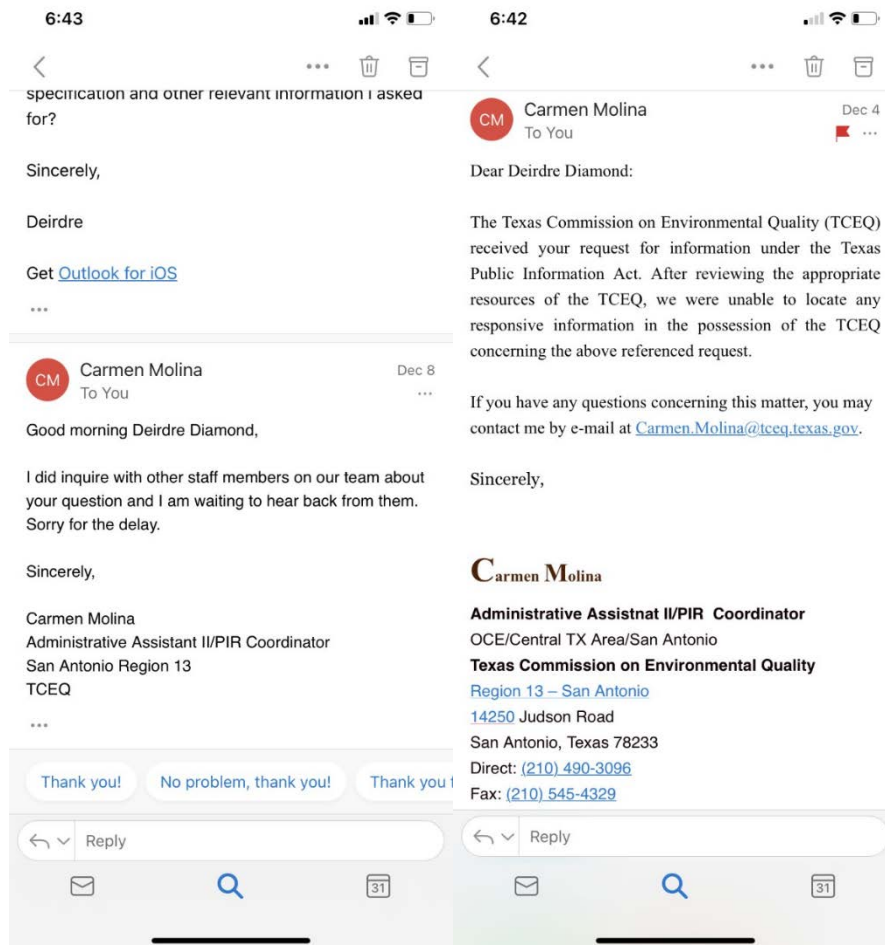 6:43
specification and other relevant information I asked
for?
Sincerely,
Deirdre
Get Outlook for iOS
CM
Carmen Molina
Dec 8
To You
Good morning Deirdre Diamond,
I did inquire with other staff members on our team about
your question and I am waiting to hear back from them.
Sorry for the delay.
Sincerely,
Carmen Molina
Administrative Assistant II/PIR Coordinator
San Antonio Region 13
TCEQ
Thank you!
No problem, thank you!
Thank you
Reply
31
6:42
CM
Carmen Molina
Dec 4
To You
Dear Deirdre Diamond:
The Texas Commission on Environmental Quality (TCEQ)
received your request for information under the Texas
Public Information Act. After reviewing the appropriate
resources of the TCEQ, we were unable to locate any
responsive information in the possession of the TCEQ
concerning the above referenced request.
If you have any questions concerning this matter, you may
contact me by e-mail at Carmen.Molina@tceq.texas.gov.
Sincerely,
Carmen Molina
Administrative Assistnat II/PIR Coordinator
OCE/Central TX Area/San Antonio
Texas Commission on Environmental Quality
Region 13 – San Antonio
14250 Judson Road
San Antonio, Texas 78233
Direct: (210) 490-3096
Fax: (210) 545-4329
Reply
31